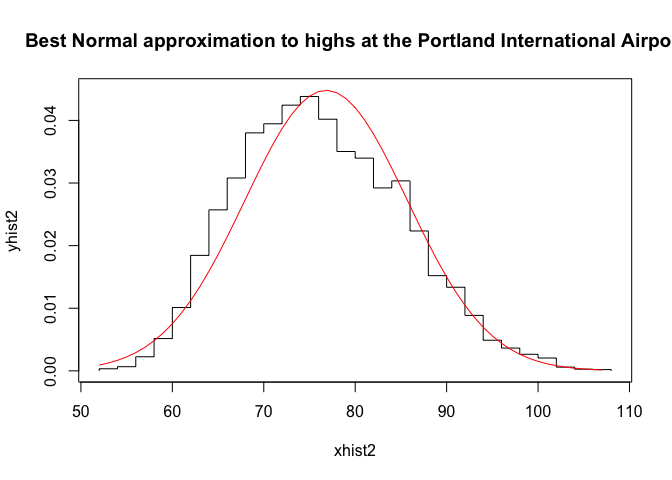 Best Normal approximation to highs at the Portland International Airpo
yhist2
0.04
0.03
0.02
0.01
0.00
50 60 70 80 90 100 110
xhist2